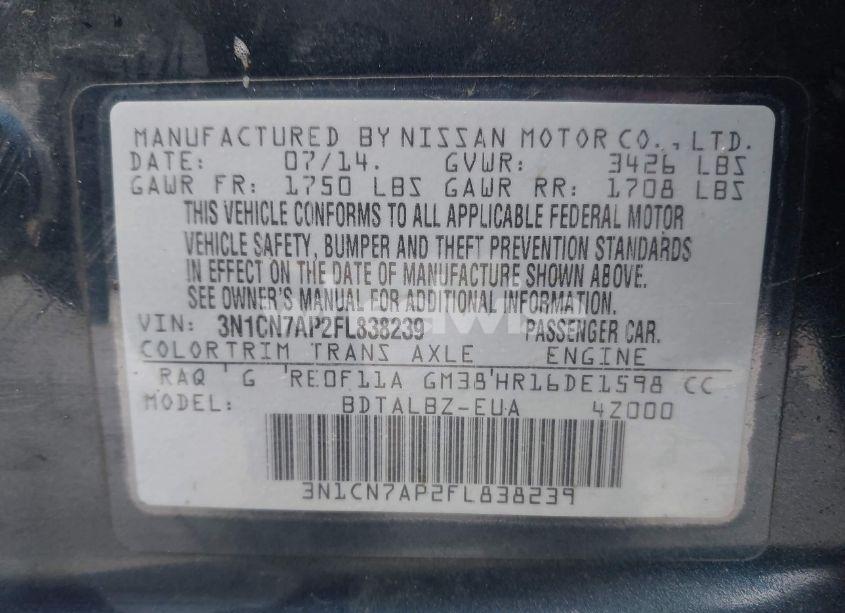 MANUFACTURED BY NISSAN MOTOR CO., LTD.
DATE: 07/14. GVWR: 3426 LBS
GAWR FR: 1750 LBS GAWR RR: 1708 LBS
THIS VEHICLE CONFORMS TO ALL APPLICABLE FEDERAL MOTOR
VEHICLE SAFETY, BUMPER AND THEFT PREVENTION STANDARDS
IN EFFECT ON THE DATE OF MANUFACTURE SHOWN ABOVE.
SEE OWNER'S MANUAL FOR ADDITIONAL INFORMATION.
VIN: 3N1CN7AP2FL838239 PASSENGER CAR.
COLOR TRIM TRANS AXLE ENGINE
RAQ G RE0F11A GM38 HR16DE1598 CC
MODEL: BDTALBZ-EUA 4Z000
3N1CN7AP2FL838239